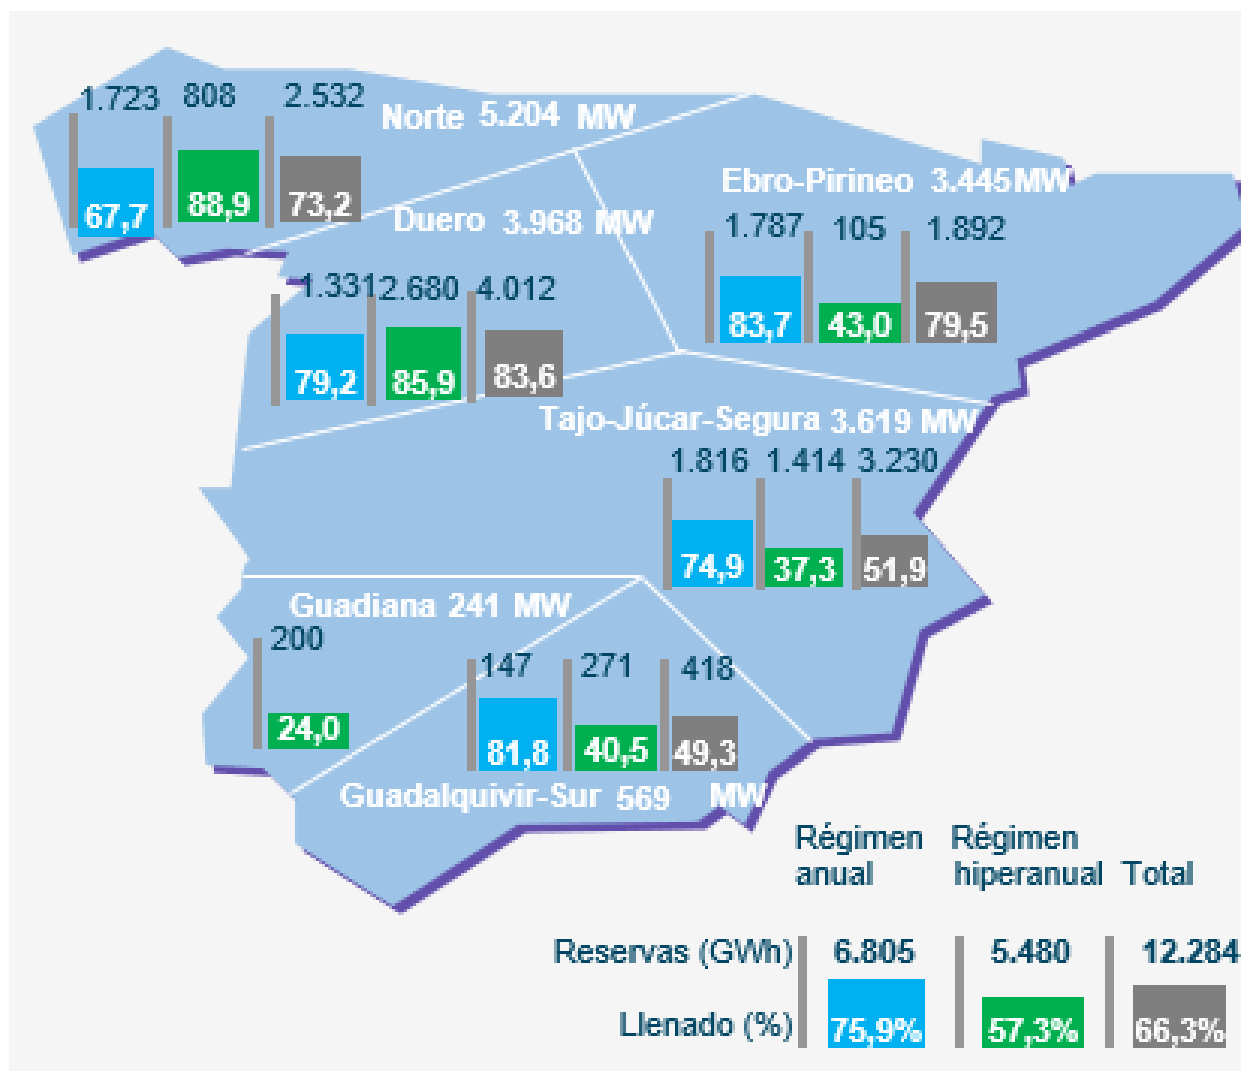 1.723 808 2.532
Norte 5.204 MW
67,7 88,9 73,2
Ebro-Pirineo 3.445 MW
1.787 105 1.892
83,7 43,0 79,5
Duero 3.968 MW
1.331 2.680 4.012
79,2 85,9 83,6
Tajo-Júcar-Segura 3.619 MW
1.816 1.414 3.230
74,9 37,3 51,9
Guadiana 241 MW
200
24,0
147 271 418
81,8 40,5 49,3
Guadalquivir-Sur 569 MW
Régimen Régimen
anual hiperanual Total
Reservas (GWh) 6.805 5.480 12.284
Llenado (%) 75,9% 57,3% 66,3%